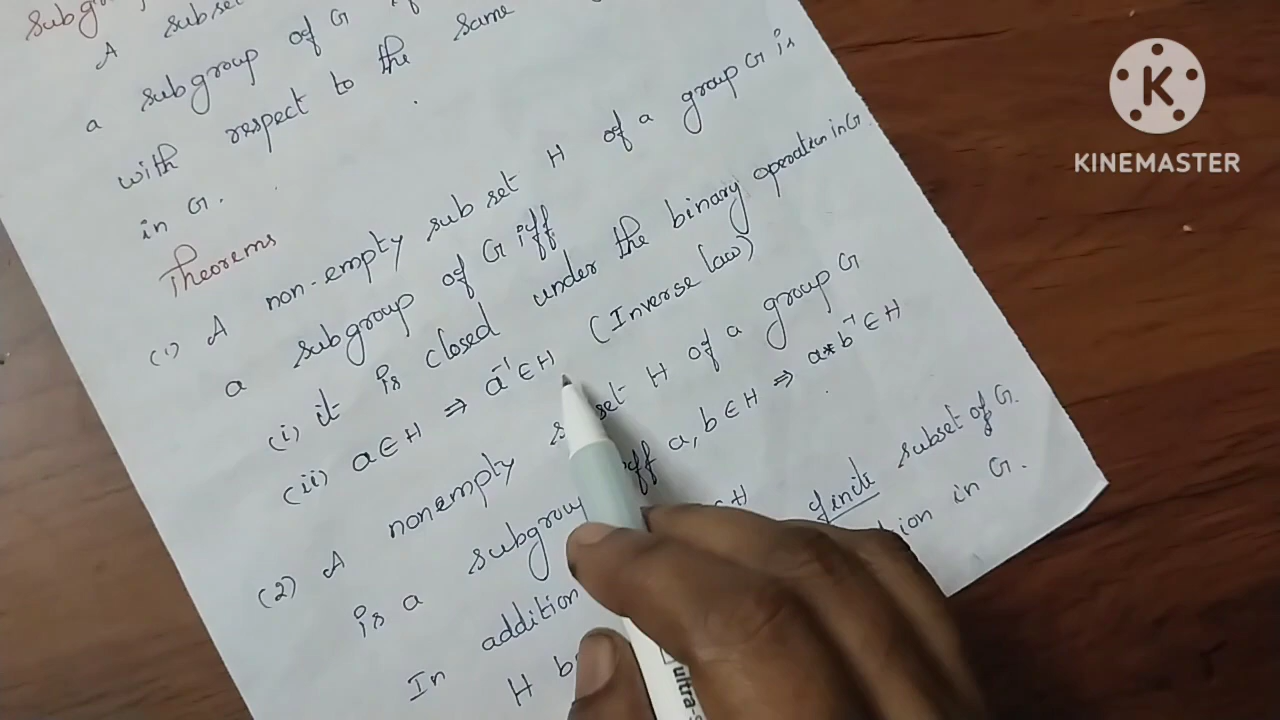 A subset
a subgroup of G
with respect to the same
in G.
Theorems
(1) A non-empty subset H of a group G is
a subgroup of G iff
(i) it is closed under the binary operation in G.
(ii) a ∈ H ⇒ a⁻¹ ∈ H (Inverse law)
(2) A nonempty set H of a group G
is a subgroup iff a, b ∈ H ⇒ a*b⁻¹ ∈ H
In addition ∈H
H finite subset of G.
in G.
K
KINEMASTER
ultra-s